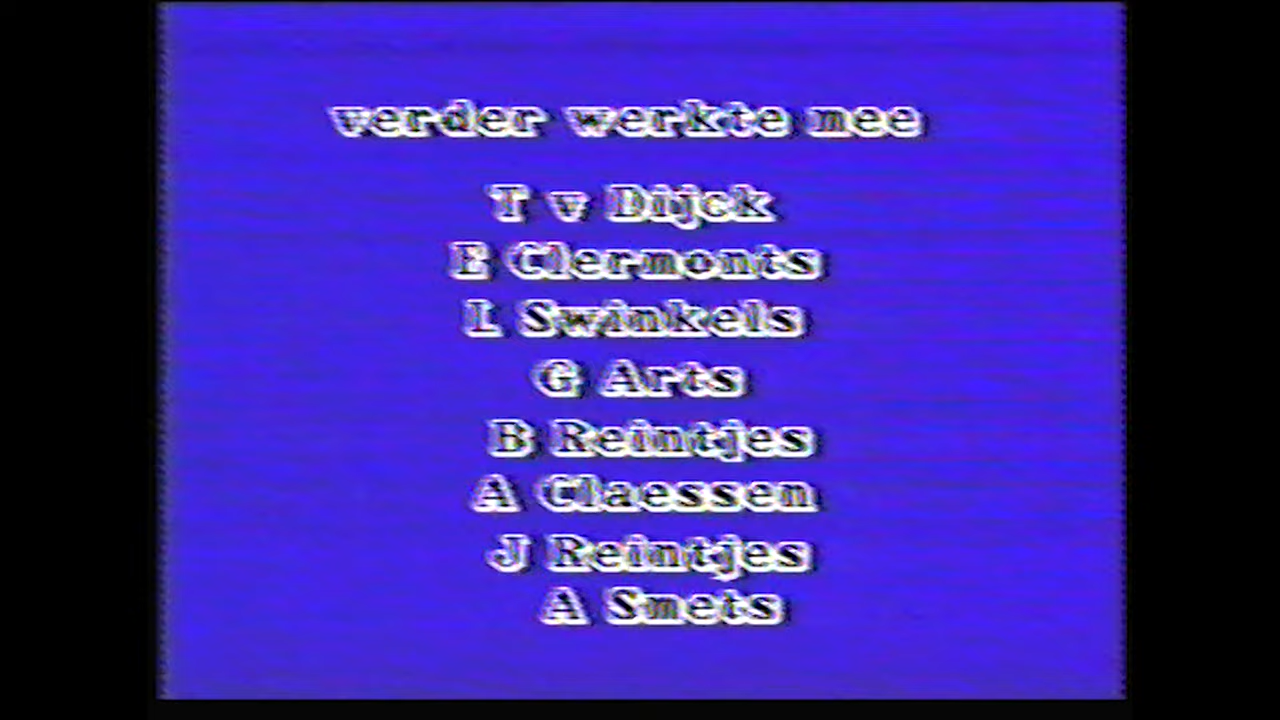 verder werkte mee
T v Dijck
E Clermonts
L Swinkels
G Arts
B Reintjes
A Claessen
J Reintjes
A Smets